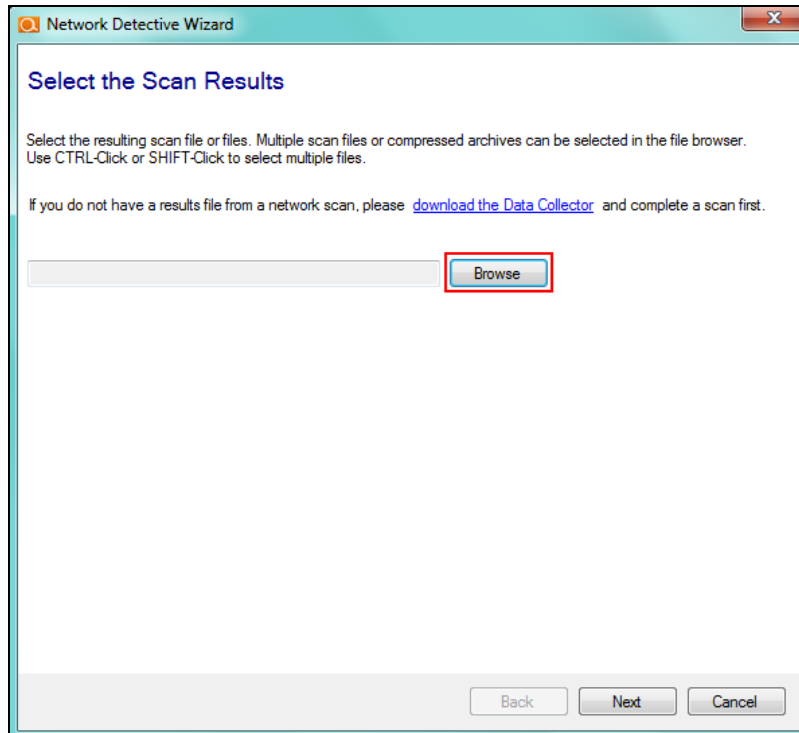 Network Detective Wizard
X
Select the Scan Results
Select the resulting scan file or files. Multiple scan files or compressed archives can be selected in the file browser.
Use CTRL-Click or SHIFT-Click to select multiple files.
If you do not have a results file from a network scan, please download the Data Collector and complete a scan first.
Browse
Back Next Cancel